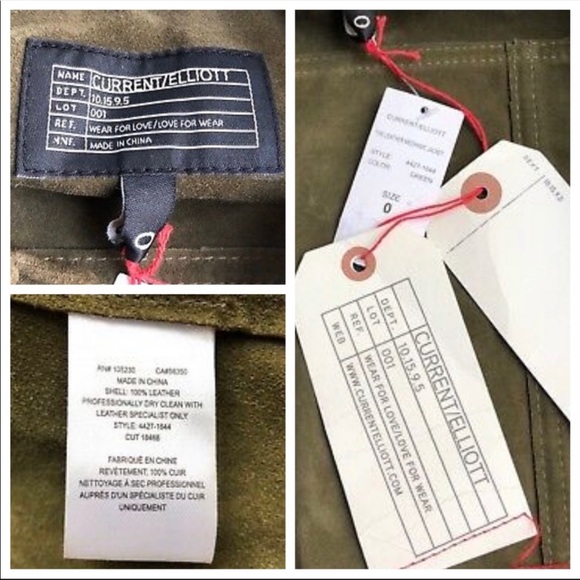 NAME CURRENT/ELLIOTT
DEPT. 10.15.9.5
LOT 001
REF. WEAR FOR LOVE/LOVE FOR WEAR
MNF. MADE IN CHINA
0
RN# 135230 CA#56350
MADE IN CHINA
SHELL: 100% LEATHER
PROFESSIONALLY DRY CLEAN WITH
LEATHER SPECIALIST ONLY
STYLE: 4427-1644
CUT 18468
FABRIQUÉ EN CHINE
REVÊTEMENT, 100% CUIR
NETTOYAGE À SEC PROFESSIONNEL
AUPRÈS D'UN SPÉCIALISTE DU CUIR
UNIQUEMENT
CURRENT/ELLIOTT
STYLE: 4427-1644
COLOR: GREEN
SIZE
0
DEPT. 10.15.9.5
CURRENT/ELLIOTT
DEPT. 10.15.9.5
LOT 001
REF. WEAR FOR LOVE/LOVE FOR WEAR
WEB WWW.CURRENTELLIOTT.COM